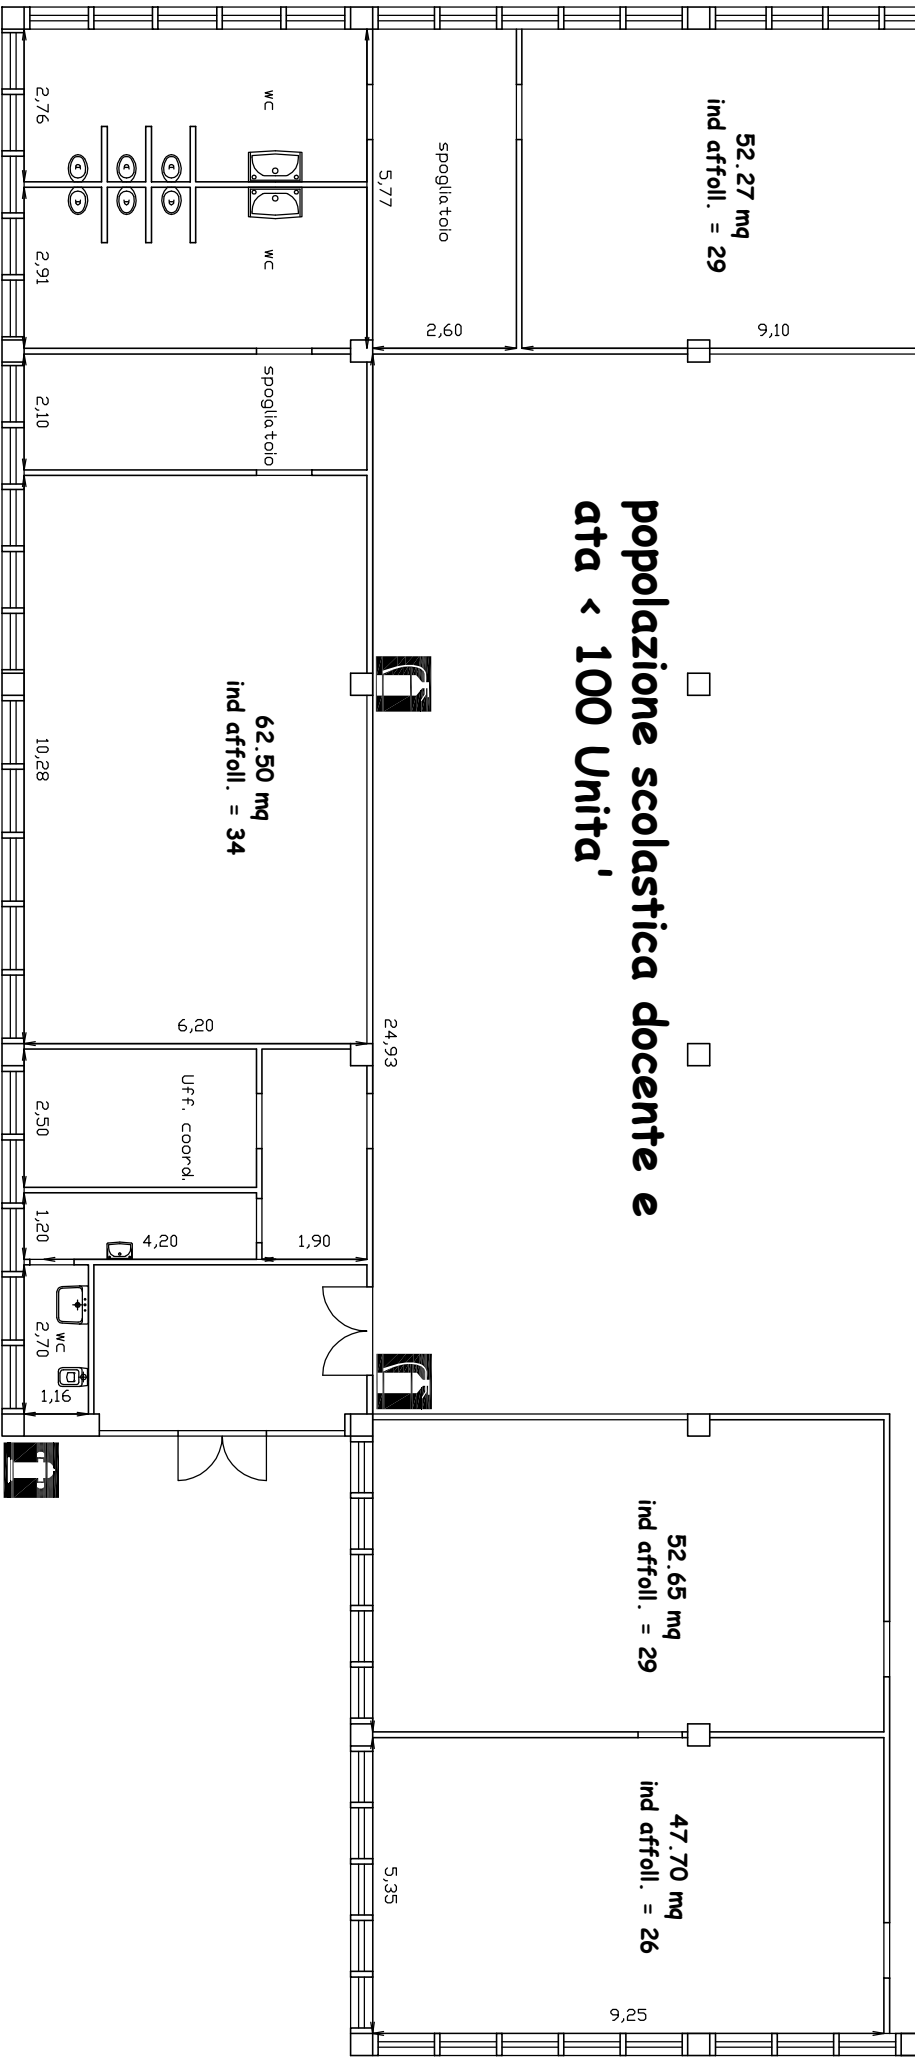 2,76
wc
5,77
spogliatoio
52.27 mq
ind affoll. = 29
2,91
wc
2,60
9,10
2,10
spogliatoio
popolazione scolastica docente e
ata < 100 Unita'
10,28
62.50 mq
ind affoll. = 34
6,20
24,93
2,50
Uff. coord.
1,20
4,20
1,90
2,70
wc
1,16
52.65 mq
ind affoll. = 29
47.70 mq
ind affoll. = 26
5,35
9,25